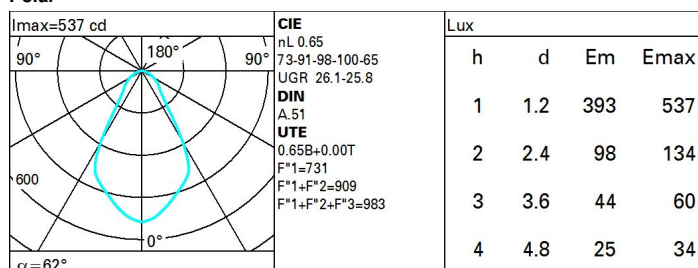 Imax=537 cd
90° 180° 90°
600
0°
α=62°
CIE
nL 0.65
73-91-98-100-65
UGR 26.1-25.8
DIN
A.51
UTE
0.65B+0.00T
F"1=731
F"1+F"2=909
F"1+F"2+F"3=983
Lux
h d Em Emax
1 1.2 393 537
2 2.4 98 134
3 3.6 44 60
4 4.8 25 34